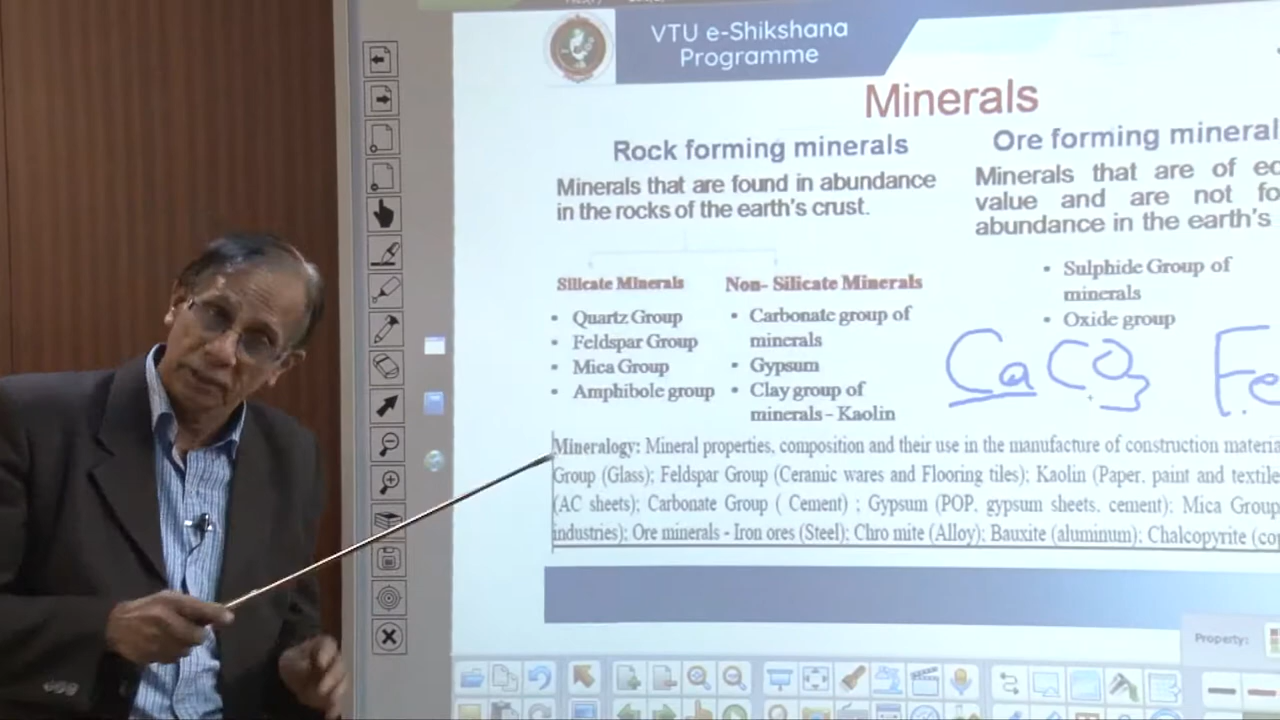 VTU e-Shikshana
Programme
Minerals
Rock forming minerals
Minerals that are found in abundance
in the rocks of the earth's crust.
Silicate Minerals
Quartz Group
Feldspar Group
Mica Group
Amphibole group
Non- Silicate Minerals
Carbonate group of
minerals
Gypsum
Clay group of
minerals - Kaolin
Ore forming mineral
Minerals that are of ec
value and are not fo
abundance in the earth's
Sulphide Group of
minerals
Oxide group
CaCO3 Fe
Mineralogy: Mineral properties, composition and their use in the manufacture of construction materia
Group (Glass); Feldspar Group (Ceramic wares and Flooring tiles); Kaolin (Paper, paint and textile
(AC sheets); Carbonate Group ( Cement) ; Gypsum (POP, gypsum sheets, cement); Mica Group
industries); Ore minerals - Iron ores (Steel); Chro mite (Alloy); Bauxite (aluminum); Chalcopyrite (cop
Property: